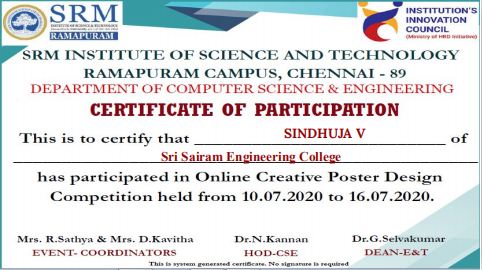 SRM
INSTITUTE OF SCIENCE & TECHNOLOGY
RAMAPURAM
INSTITUTION'S
INNOVATION
COUNCIL
(Ministry of HRD Initiative)
SRM INSTITUTE OF SCIENCE AND TECHNOLOGY
RAMAPURAM CAMPUS, CHENNAI - 89
DEPARTMENT OF COMPUTER SCIENCE & ENGINEERING
CERTIFICATE OF PARTICIPATION
This is to certify that SINDHUJA V of
Sri Sairam Engineering College
has participated in Online Creative Poster Design
Competition held from 10.07.2020 to 16.07.2020.
Mrs. R.Sathya & Mrs. D.Kavitha Dr.N.Kannan Dr.G.Selvakumar
EVENT- COORDINATORS HOD-CSE DEAN-E&T
This is system generated certificate. No signature is required